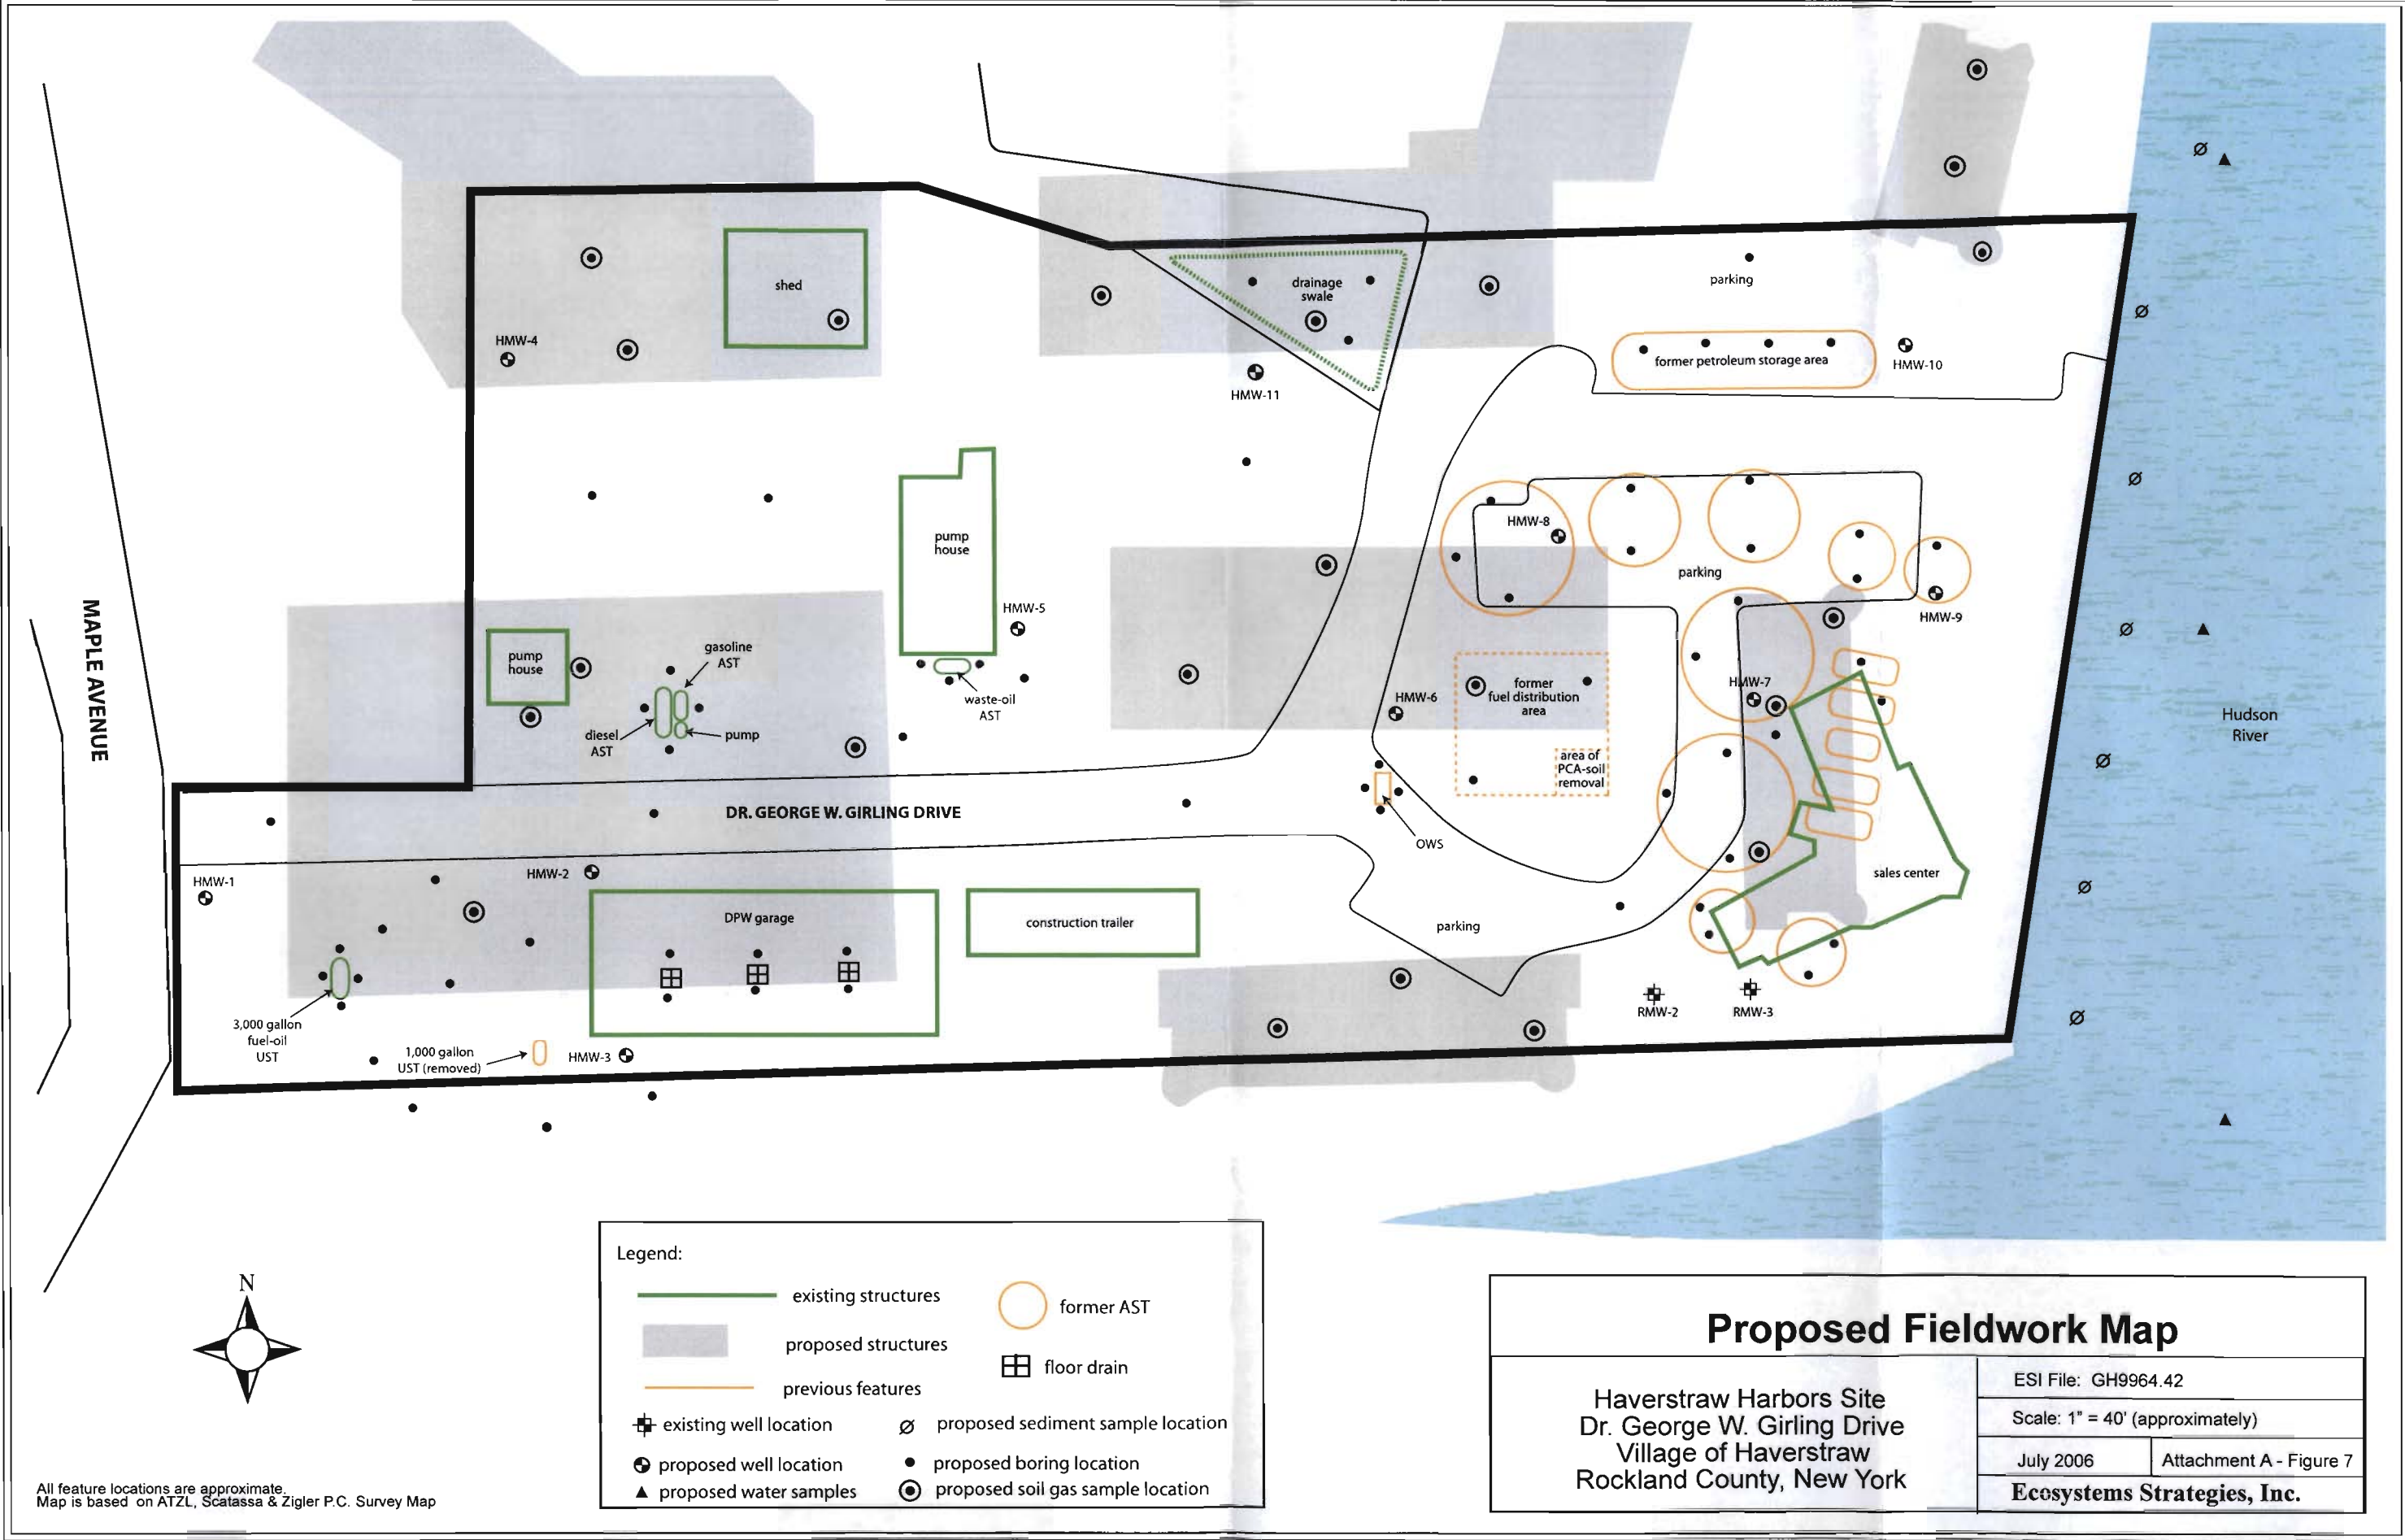 parking
shed
drainage
swale
HMW-4
former petroleum storage area
HMW-10
HMW-11
pump
house
HMW-8
parking
HMW-5
HMW-9
MAPLE AVENUE
pump
house
gasoline
AST
waste-oil
AST
diesel
AST
pump
HMW-6
former
fuel distribution
area
HMW-7
area of
PCA-soil
removal
Hudson
River
DR. GEORGE W. GIRLING DRIVE
OWS
HMW-1
HMW-2
sales center
DPW garage
construction trailer
parking
RMW-2
RMW-3
3,000 gallon
fuel-oil
UST
1,000 gallon
UST (removed)
HMW-3
N
Legend:
existing structures
former AST
proposed structures
floor drain
previous features
existing well location
proposed sediment sample location
proposed well location
proposed boring location
proposed water samples
proposed soil gas sample location
All feature locations are approximate.
Map is based on ATZL, Scatassa & Zigler P.C. Survey Map
Proposed Fieldwork Map
Haverstraw Harbors Site
Dr. George W. Girling Drive
Village of Haverstraw
Rockland County, New York
ESI File: GH9964.42
Scale: 1" = 40' (approximately)
July 2006
Attachment A - Figure 7
Ecosystems Strategies, Inc.